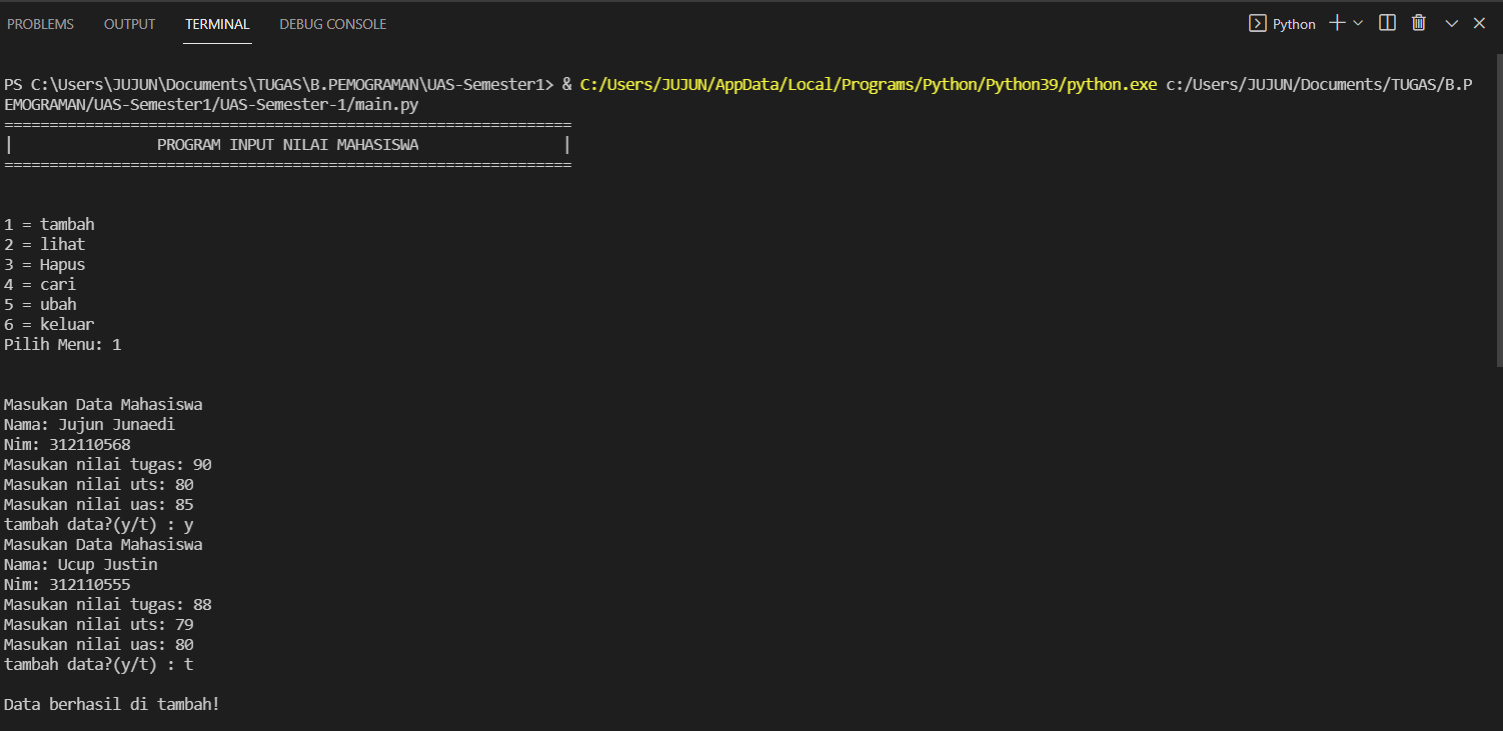 PROBLEMS OUTPUT TERMINAL DEBUG CONSOLE Python
PS C:\Users\JUJUN\Documents\TUGAS\B.PEMOGRAMAN\UAS-Semester1> & C:/Users/JUJUN/AppData/Local/Programs/Python/Python39/python.exe c:/Users/JUJUN/Documents/TUGAS/B.P
EMOGRAMAN/UAS-Semester1/UAS-Semester-1/main.py
===============================================================
|                PROGRAM INPUT NILAI MAHASISWA                |
===============================================================
1 = tambah
2 = lihat
3 = Hapus
4 = cari
5 = ubah
6 = keluar
Pilih Menu: 1
Masukan Data Mahasiswa
Nama: Jujun Junaedi
Nim: 312110568
Masukan nilai tugas: 90
Masukan nilai uts: 80
Masukan nilai uas: 85
tambah data?(y/t) : y
Masukan Data Mahasiswa
Nama: Ucup Justin
Nim: 312110555
Masukan nilai tugas: 88
Masukan nilai uts: 79
Masukan nilai uas: 80
tambah data?(y/t) : t
Data berhasil di tambah!